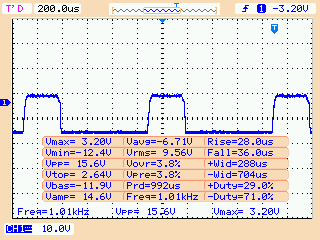 T'D 200.0us T f 1 -3.20V
T
1
Vmax= 3.20V Vavg=-6.71V Rise=28.0us
Vmin=-12.4V Vrms= 9.56V Fall=36.0us
Vpp= 15.6V Vovr=3.8% +Wid=288us
Vtop= 2.64V Vpre=3.8% -Wid=704us
Vbas=-11.9V Prd=992us +Duty=29.0%
Vamp= 14.6V Freq=1.01kHz -Duty=71.0%
Freq=1.01kHz Vpp= 15.6V Vmax= 3.20V
CH1 10.0V